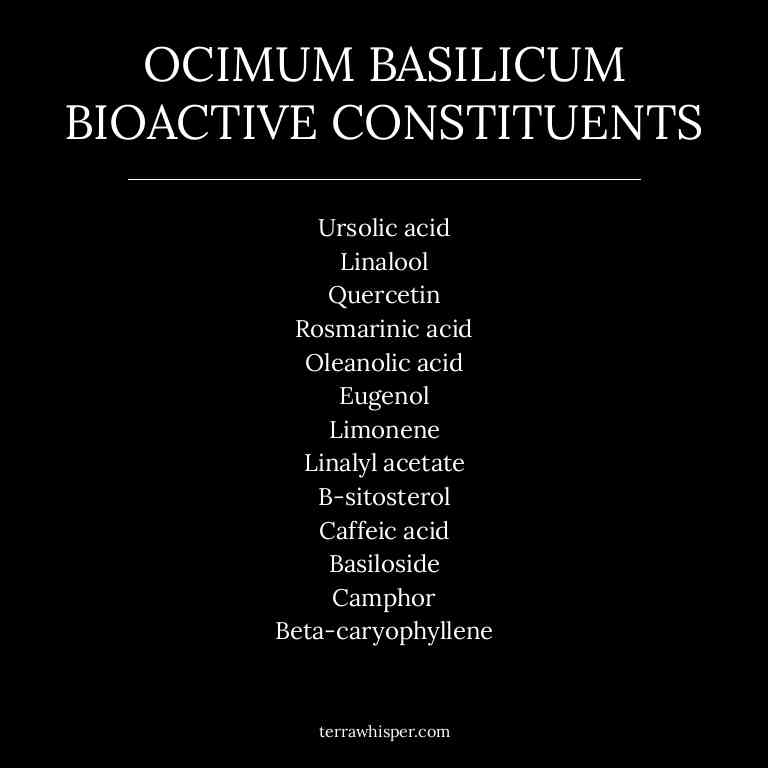 OCIMUM BASILICUM
BIOACTIVE CONSTITUENTS
Ursolic acid
Linalool
Quercetin
Rosmarinic acid
Oleanolic acid
Eugenol
Limonene
Linalyl acetate
B-sitosterol
Caffeic acid
Basiloside
Camphor
Beta-caryophyllene
terrawhisper.com